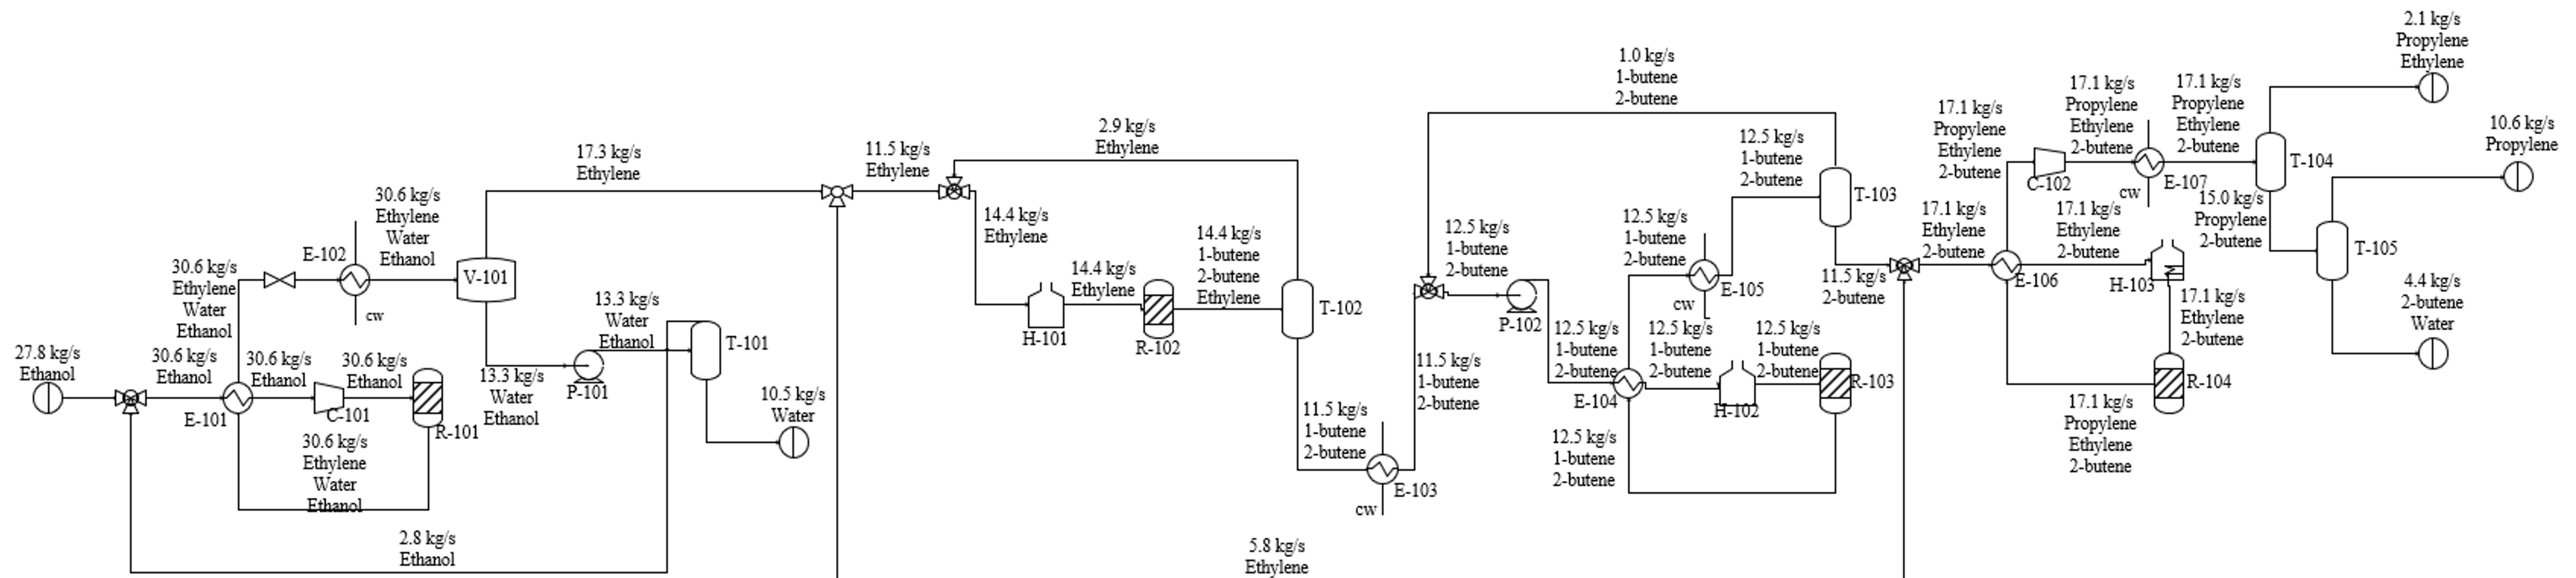 27.8 kg/s
Ethanol
30.6 kg/s
Ethanol
E-101
30.6 kg/s
Ethylene
Water
Ethanol
30.6 kg/s
Ethanol
C-101
30.6 kg/s
Ethanol
R-101
30.6 kg/s
Ethylene
Water
Ethanol
E-102
cw
30.6 kg/s
Ethylene
Water
Ethanol
V-101
17.3 kg/s
Ethylene
13.3 kg/s
Water
Ethanol
P-101
13.3 kg/s
Water
Ethanol
T-101
10.5 kg/s
Water
2.8 kg/s
Ethanol
11.5 kg/s
Ethylene
2.9 kg/s
Ethylene
14.4 kg/s
Ethylene
H-101
14.4 kg/s
Ethylene
R-102
14.4 kg/s
1-butene
2-butene
Ethylene
T-102
11.5 kg/s
1-butene
2-butene
E-103
cw
11.5 kg/s
1-butene
2-butene
5.8 kg/s
Ethylene
1.0 kg/s
1-butene
2-butene
12.5 kg/s
1-butene
2-butene
P-102
12.5 kg/s
1-butene
2-butene
E-104
12.5 kg/s
1-butene
2-butene
H-102
12.5 kg/s
1-butene
2-butene
R-103
12.5 kg/s
1-butene
2-butene
12.5 kg/s
1-butene
2-butene
E-105
cw
12.5 kg/s
1-butene
2-butene
T-103
11.5 kg/s
2-butene
17.1 kg/s
Ethylene
2-butene
E-106
17.1 kg/s
Ethylene
2-butene
H-103
17.1 kg/s
Ethylene
2-butene
R-104
17.1 kg/s
Propylene
Ethylene
2-butene
17.1 kg/s
Propylene
Ethylene
2-butene
C-102
17.1 kg/s
Propylene
Ethylene
2-butene
E-107
cw
17.1 kg/s
Propylene
Ethylene
2-butene
T-104
2.1 kg/s
Propylene
Ethylene
15.0 kg/s
Propylene
2-butene
T-105
10.6 kg/s
Propylene
4.4 kg/s
2-butene
Water